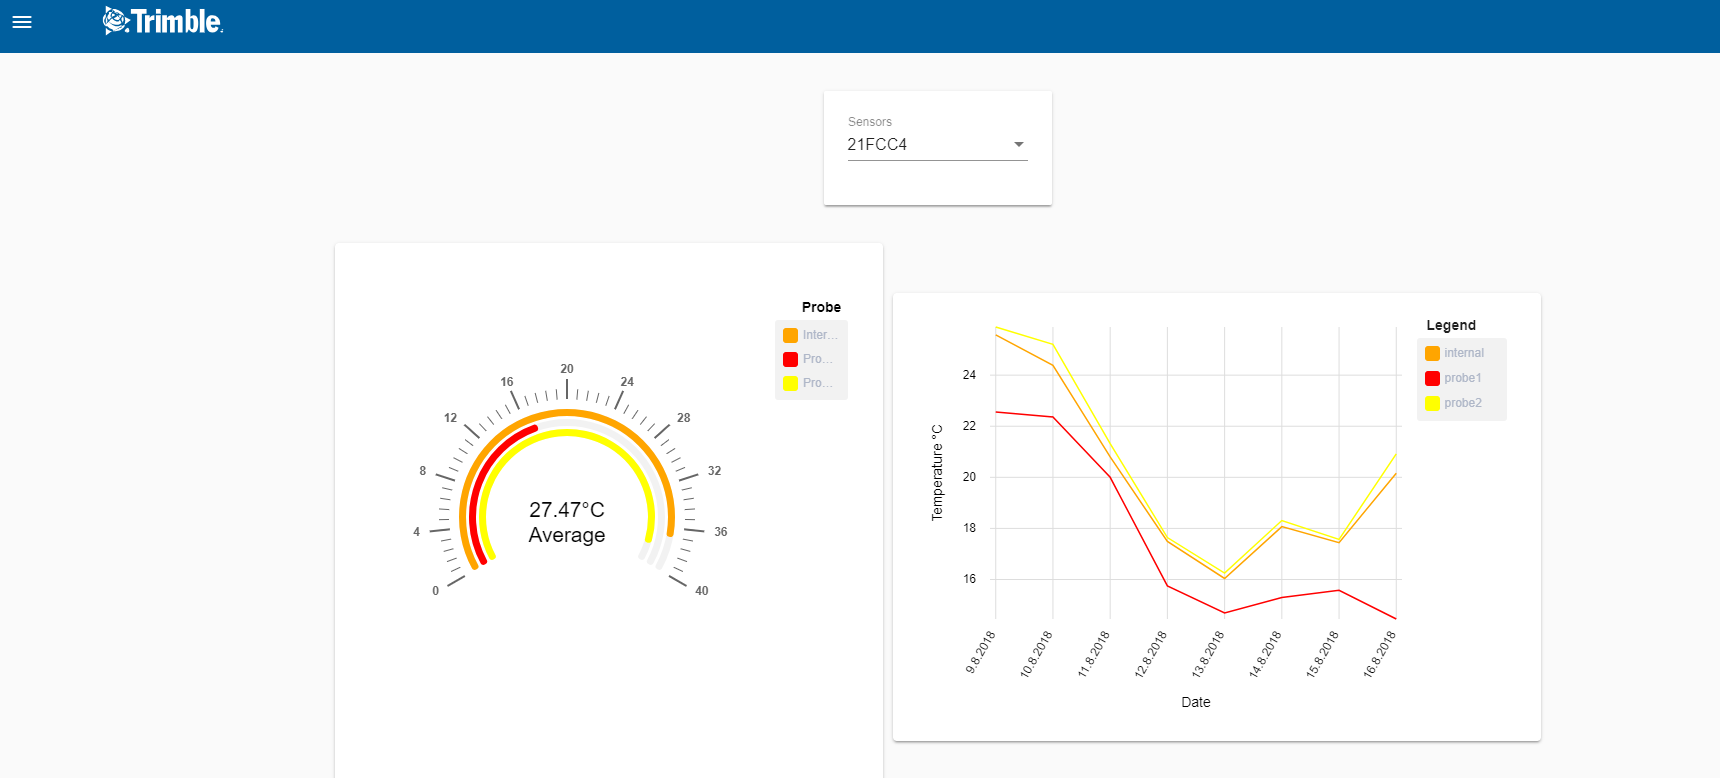 Trimble
Sensors
21FCC4
Probe
Inter...
Pro...
Pro...
0
4
8
12
16
20
24
28
32
36
40
27.47°C
Average
Legend
internal
probe1
probe2
Temperature °C
24
22
20
18
16
9.8.2018
10.8.2018
11.8.2018
12.8.2018
13.8.2018
14.8.2018
15.8.2018
16.8.2018
Date